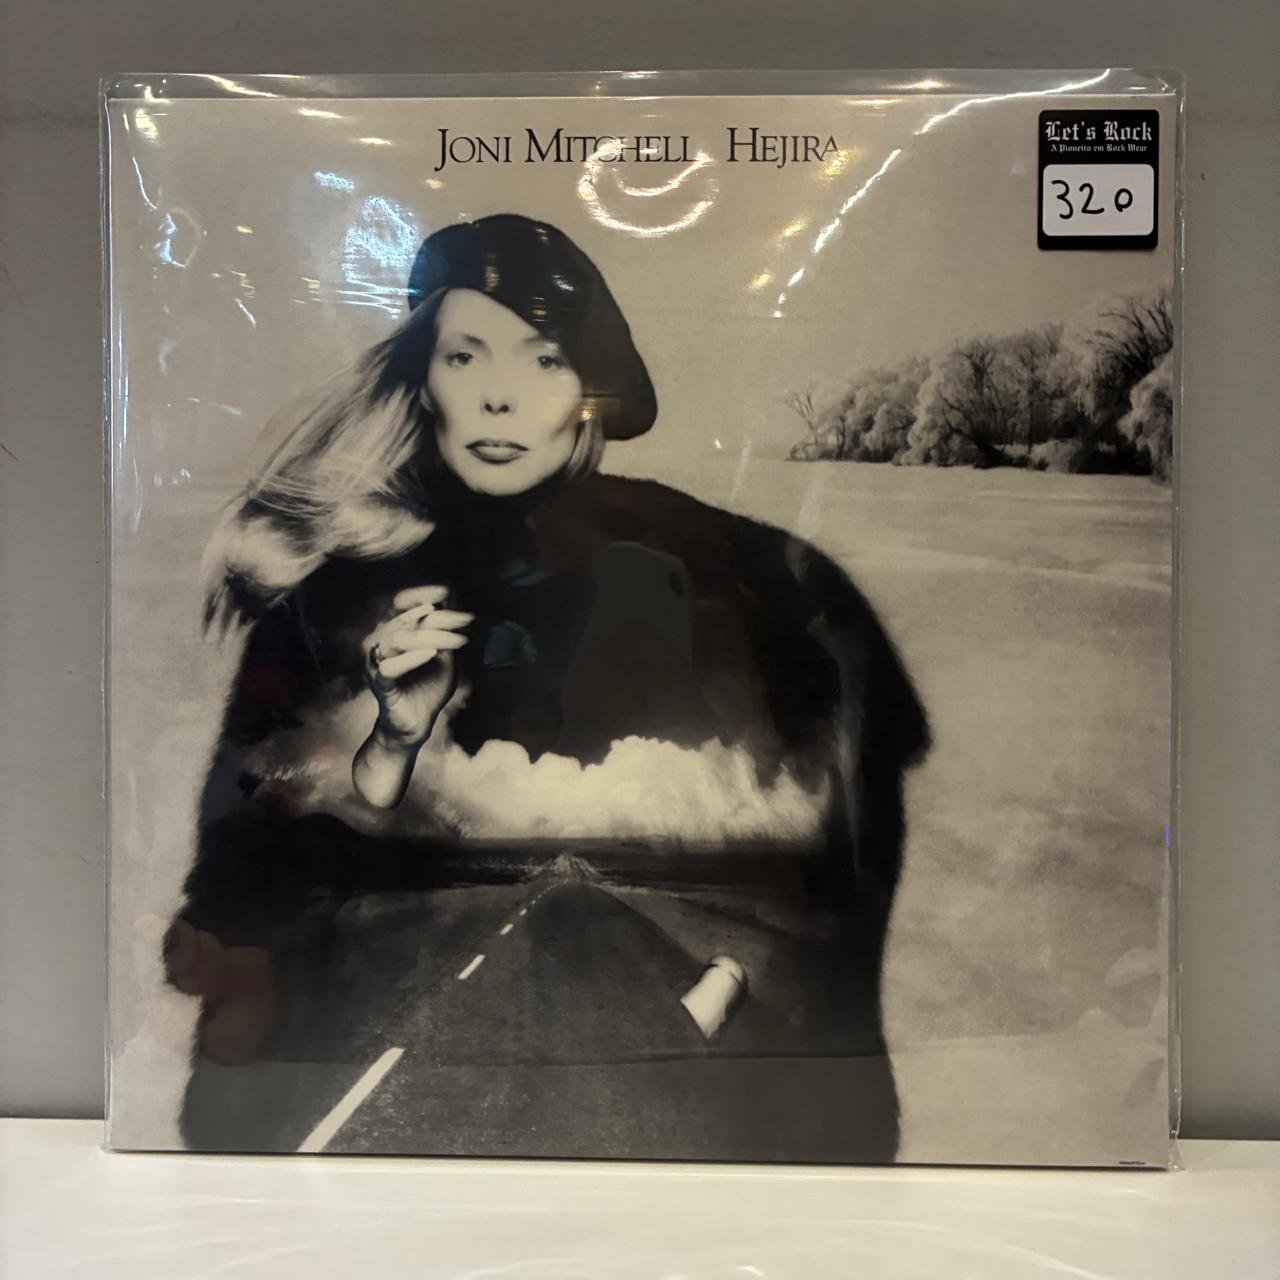 JONI MITCHELL HEJIRA
Let's Rock
A Pioneira em Rock Wear
320